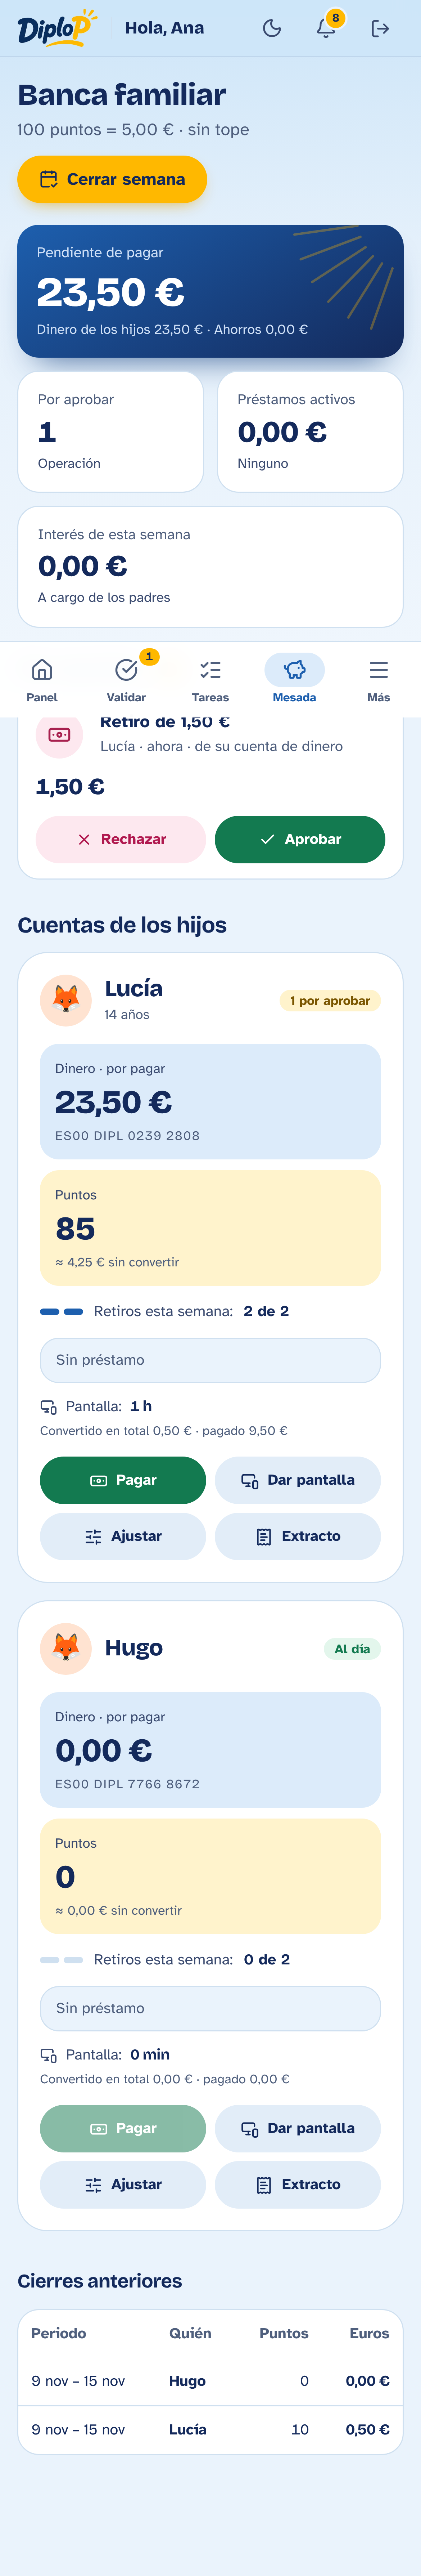 DiploP
Hola, Ana
8
Banca familiar
100 puntos = 5,00 € · sin tope
Cerrar semana
Pendiente de pagar
23,50 €
Dinero de los hijos 23,50 € · Ahorros 0,00 €
Por aprobar
1
Operación
Préstamos activos
0,00 €
Ninguno
Interés de esta semana
0,00 €
A cargo de los padres
1
Panel
Validar
Tareas
Mesada
Más
Retiro de 1,50 €
Lucía · ahora · de su cuenta de dinero
1,50 €
Rechazar
Aprobar
Cuentas de los hijos
Lucía
14 años
1 por aprobar
Dinero · por pagar
23,50 €
ES00 DIPL 0239 2808
Puntos
85
≈ 4,25 € sin convertir
Retiros esta semana: 2 de 2
Sin préstamo
Pantalla: 1 h
Convertido en total 0,50 € · pagado 9,50 €
Pagar
Dar pantalla
Ajustar
Extracto
Hugo
Al día
Dinero · por pagar
0,00 €
ES00 DIPL 7766 8672
Puntos
0
≈ 0,00 € sin convertir
Retiros esta semana: 0 de 2
Sin préstamo
Pantalla: 0 min
Convertido en total 0,00 € · pagado 0,00 €
Pagar
Dar pantalla
Ajustar
Extracto
Cierres anteriores
Periodo Quién Puntos Euros
9 nov – 15 nov Hugo 0 0,00 €
9 nov – 15 nov Lucía 10 0,50 €